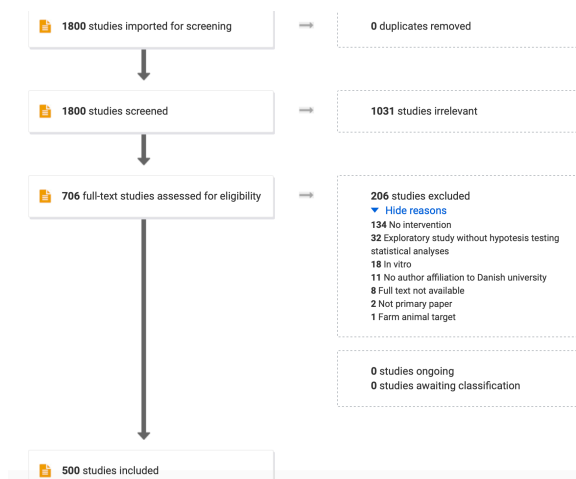 1800 studies imported for screening
0 duplicates removed
1800 studies screened
1031 studies irrelevant
706 full-text studies assessed for eligibility
206 studies excluded
Hide reasons
134 No intervention
32 Exploratory study without hypotesis testing
statistical analyses
18 In vitro
11 No author affiliation to Danish university
8 Full text not available
2 Not primary paper
1 Farm animal target
0 studies ongoing
0 studies awaiting classification
500 studies included